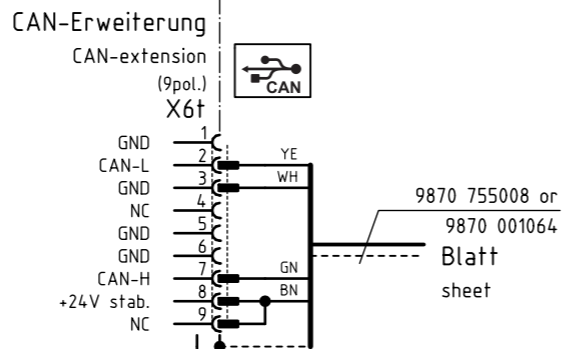 CAN-Erweiterung
CAN-extension
(9pol.)
X6t
CAN
GND 1
CAN-L 2 YE
GND 3 WH
NC 4
GND 5
GND 6
CAN-H 7 GN
+24V stab. 8 BN
NC 9
9870 755008 or
9870 001064
Blatt
sheet